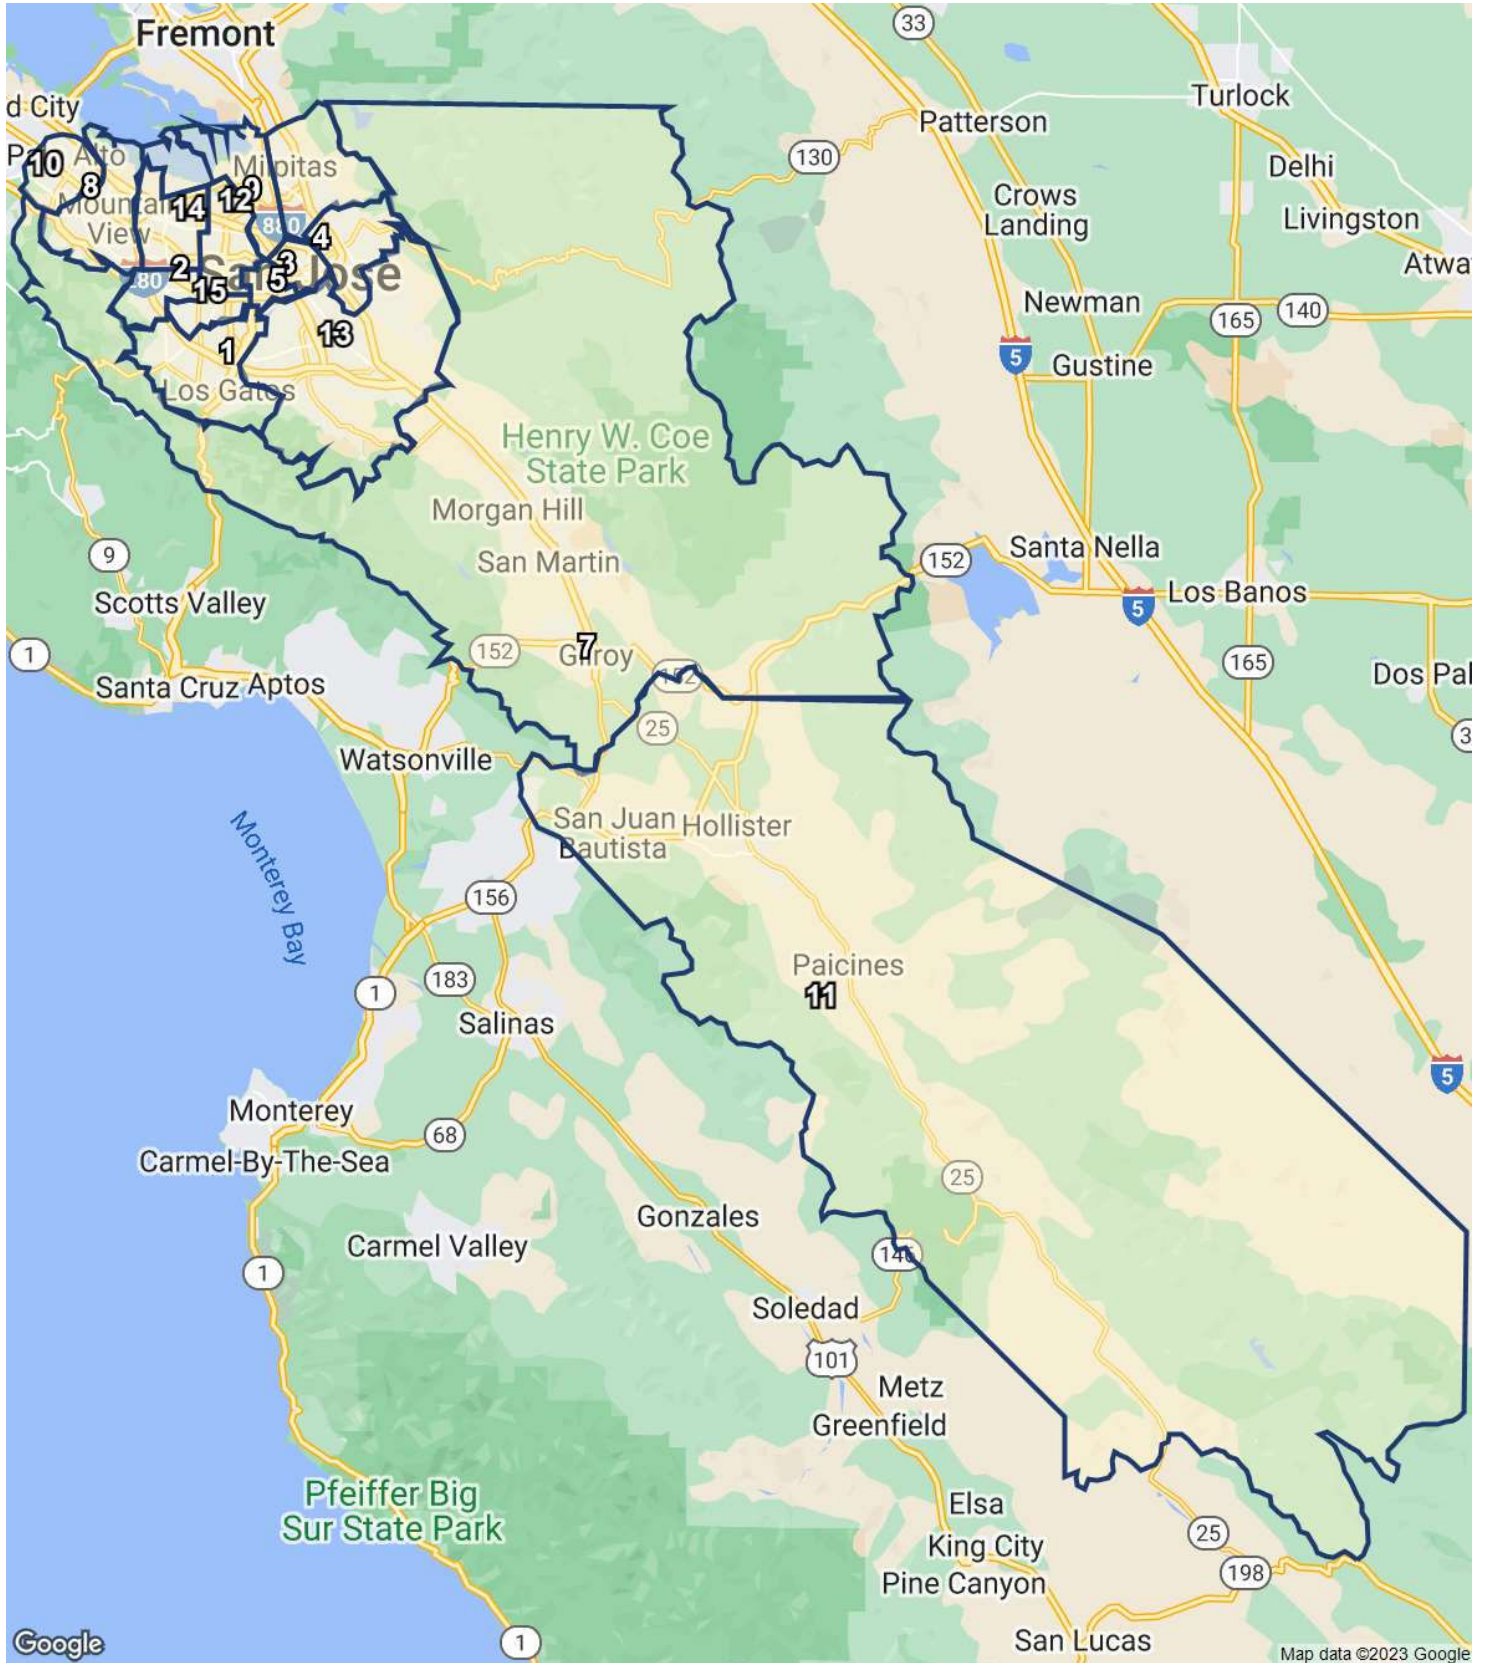 Fremont
33
d City
Turlock
Patterson
130
Delhi
10
Alto
Milpitas
8
12
14
Crows
Landing
Livingston
View
880
4
Atwa
2
3
San Jose
280
5
15
Newman
165
140
13
1
5
Gustine
Los Gatos
Henry W. Coe
State Park
Morgan Hill
San Martin
9
152
Santa Nella
5
Los Banos
Scotts Valley
1
152
7
Gilroy
152
165
Dos Pal
Santa Cruz
Aptos
25
3
Watsonville
San Juan
Bautista
Hollister
Monterey Bay
156
Paicines
11
183
1
Salinas
5
Monterey
68
Carmel-By-The-Sea
25
Gonzales
Carmel Valley
146
1
Soledad
101
Metz
Greenfield
Pfeiffer Big
Sur State Park
Elsa
25
King City
198
Pine Canyon
Google
1
San Lucas
Map data ©2023 Google